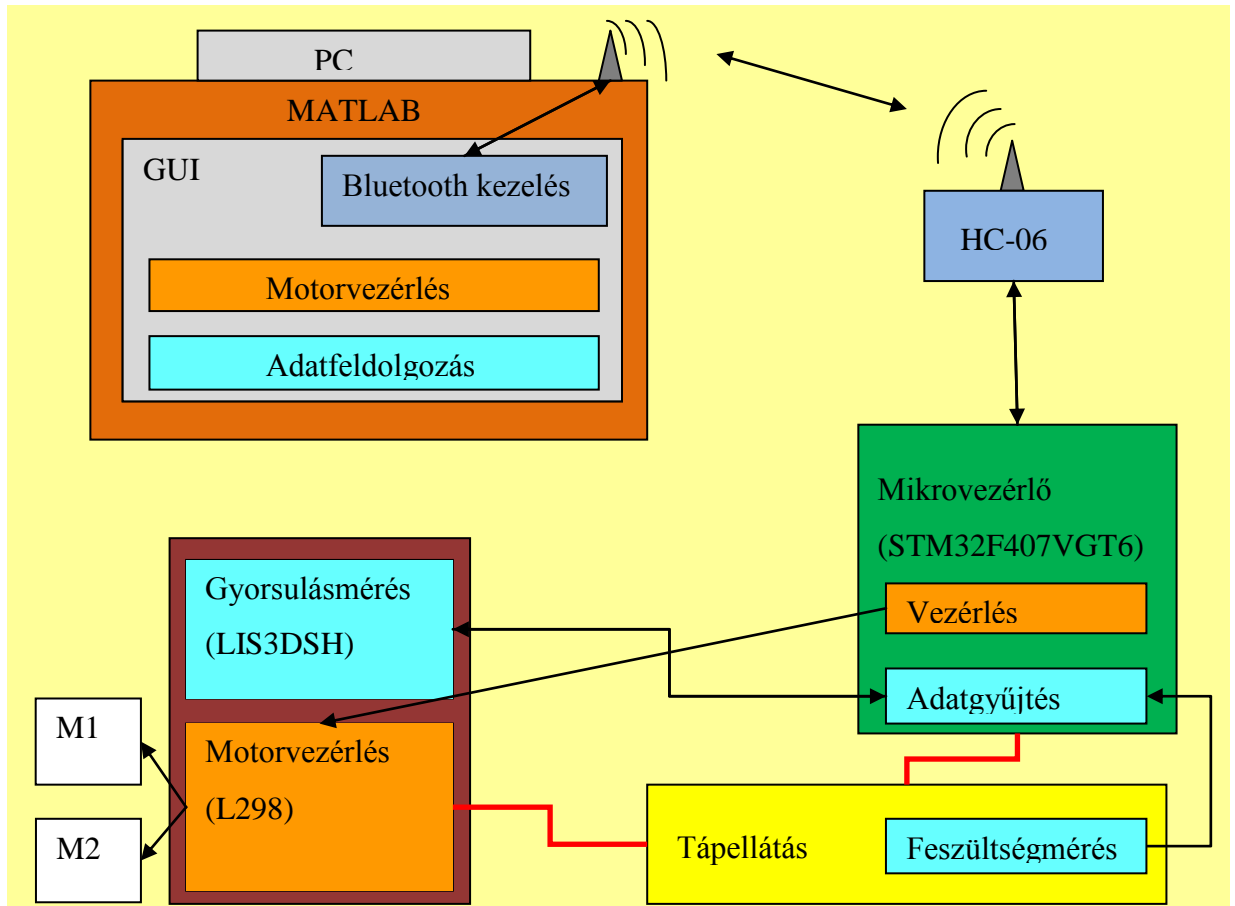 PC
MATLAB
GUI
Bluetooth kezelés
Motorvezérlés
Adatfeldolgozás
HC-06
Mikrovezérlő
(STM32F407VGT6)
Vezérlés
Adatgyűjtés
Gyorsulásmérés
(LIS3DSH)
Motorvezérlés
(L298)
M1
M2
Tápellátás
Feszültségmérés